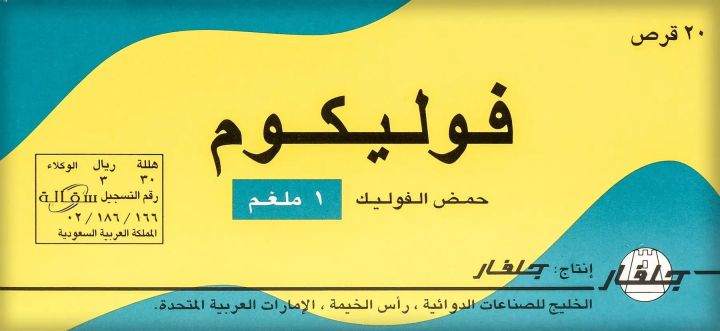 ٢٠ قرص
فوليكوم
حمض الفوليك ١ ملغم
هللة ريال الوكلاء
٣٠ ٣
رقم التسجيل سقالة
٠٢ / ١٨٦ / ١٦٦
المملكة العربية السعودية
جلفار
إنتاج: جلفار
الخليج للصناعات الدوائية ، رأس الخيمة ، الإمارات العربية المتحدة.